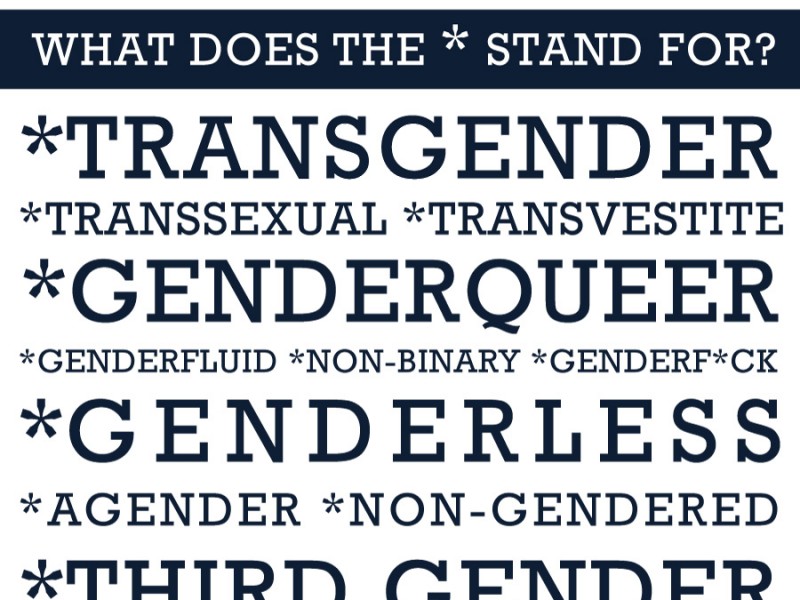 WHAT DOES THE * STAND FOR?
*TRANSGENDER
*TRANSSEXUAL *TRANSVESTITE
*GENDERQUEER
*GENDERFLUID *NON-BINARY *GENDERF*CK
*GENDERLESS
*AGENDER *NON-GENDERED
*THIRD GENDER